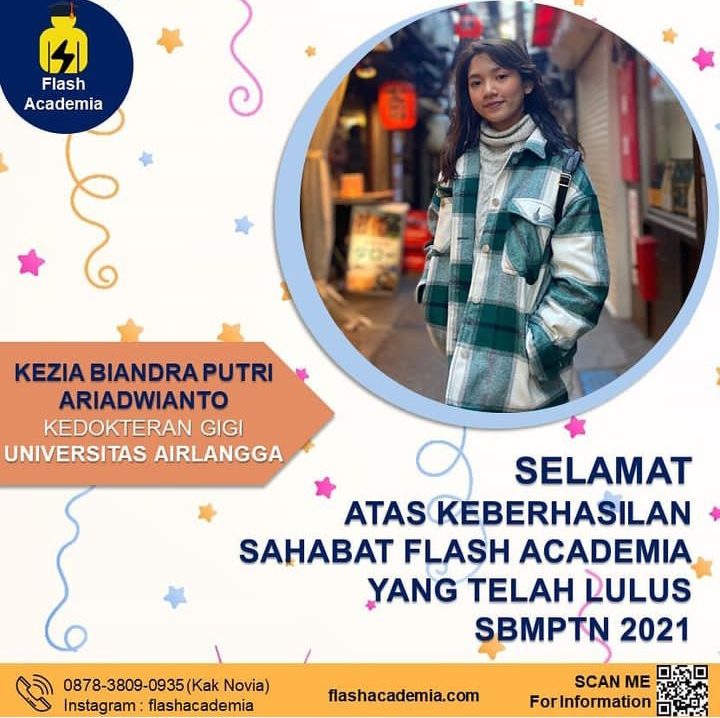 Flash
Academia
KEZIA BIANDRA PUTRI
ARIADWIANTO
KEDOKTERAN GIGI
UNIVERSITAS AIRLANGGA
SELAMAT
ATAS KEBERHASILAN
SAHABAT FLASH ACADEMIA
YANG TELAH LULUS
SBMPTN 2021
0878-3809-0935 (Kak Novia)
Instagram : flashacademia
flashacademia.com
SCAN ME
For Information